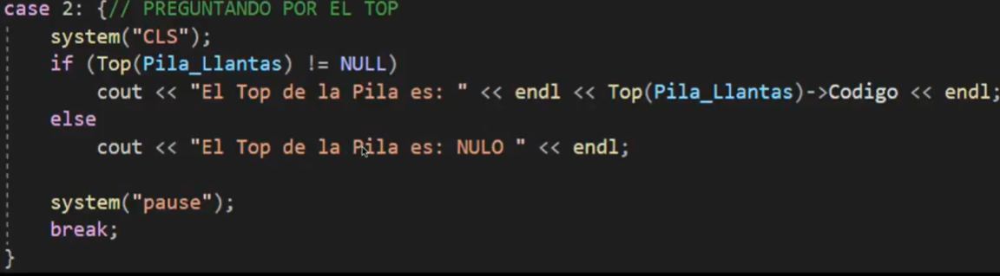 case 2: {// PREGUNTANDO POR EL TOP
system("CLS");
if (Top(Pila_Llantas) != NULL)
cout << "El Top de la Pila es: " << endl << Top(Pila_Llantas)->Codigo << endl;
else
cout << "El Top de la Pila es: NULO " << endl;
system("pause");
break;
}